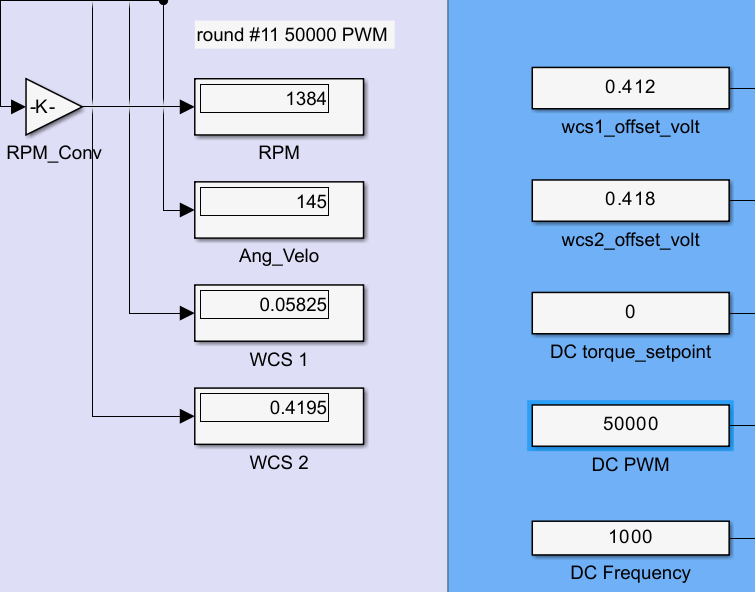 round #11 50000 PWM
-K-
RPM_Conv
1384
RPM
145
Ang_Velo
0.05825
WCS 1
0.4195
WCS 2
0.412
wcs1_offset_volt
0.418
wcs2_offset_volt
0
DC torque_setpoint
50000
DC PWM
1000
DC Frequency